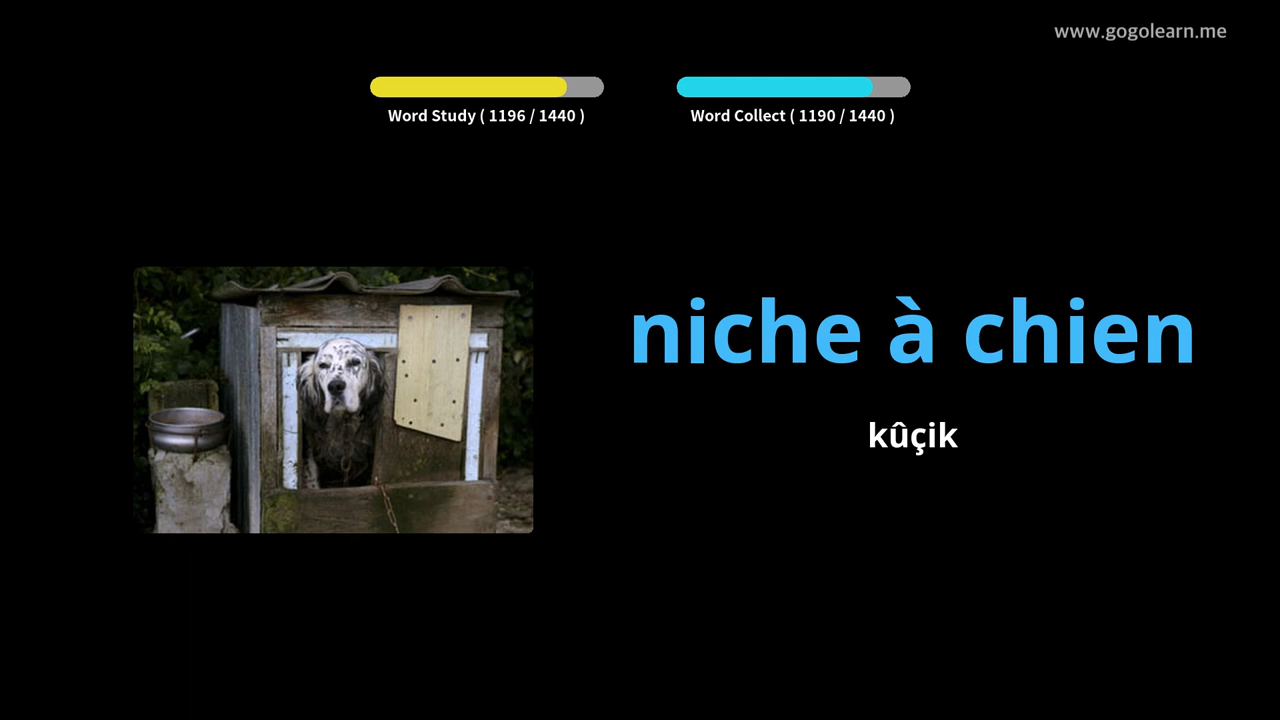 www.gogolearn.me
Word Study ( 1196 / 1440 )
Word Collect ( 1190 / 1440 )
niche à chien
kûçik